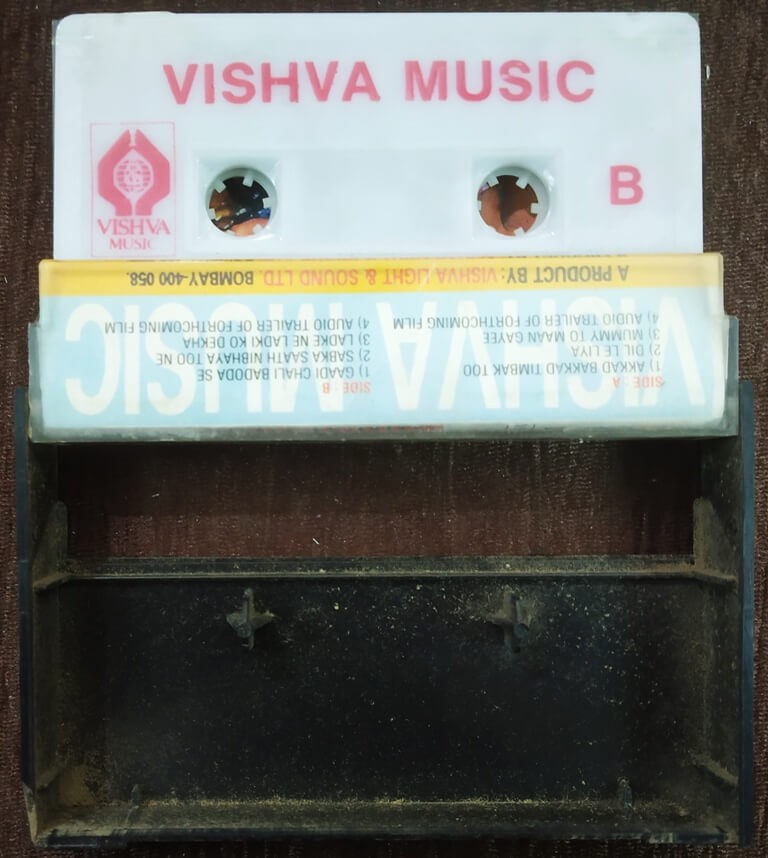 VISHVA MUSIC
VISHVA
MUSIC
B
A PRODUCT BY: VISHVA LIGHT & SOUND LTD. BOMBAY-400 058.
VISHVA MUSIC
SIDE : A
1) AKKAD BAKKAD TIMBAK TOO
2) DIL LE LIYA
3) MUMMY TO MAAN GAYEE
4) AUDIO TRAILER OF FORTHCOMING FILM
SIDE : B
1) GAADI CHALI BADODA SE
2) SABKA SAATH NIBHAYA TOO NE
3) LADKE NE LADKI KO DEKHA
4) AUDIO TRAILER OF FORTHCOMING FILM